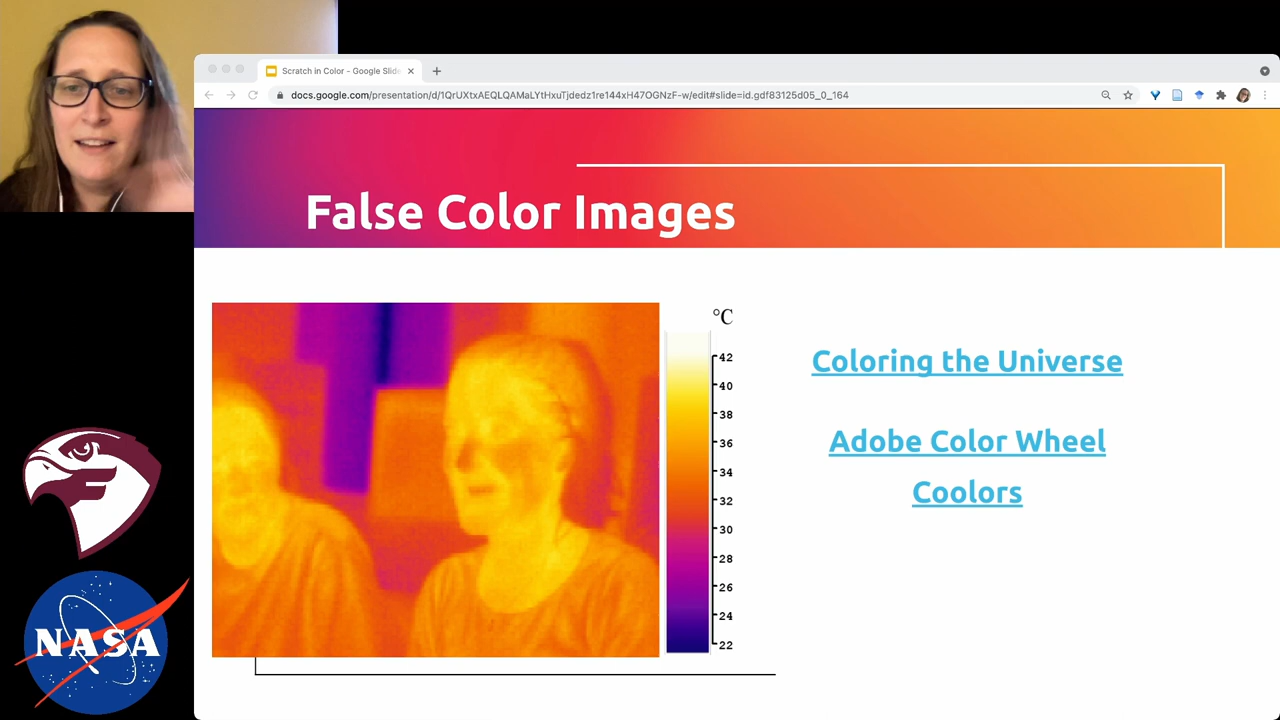 Scratch in Color - Google Slide
docs.google.com/presentation/d/1QrUXtxAEQLQAMaLYtHxuTjdedz1re144xH47OGNzF-w/edit#slide=id.gdf83125d05_0_164
False Color Images
°C
42
40
38
36
34
32
30
28
26
24
22
Coloring the Universe
Adobe Color Wheel
Coolors
NASA